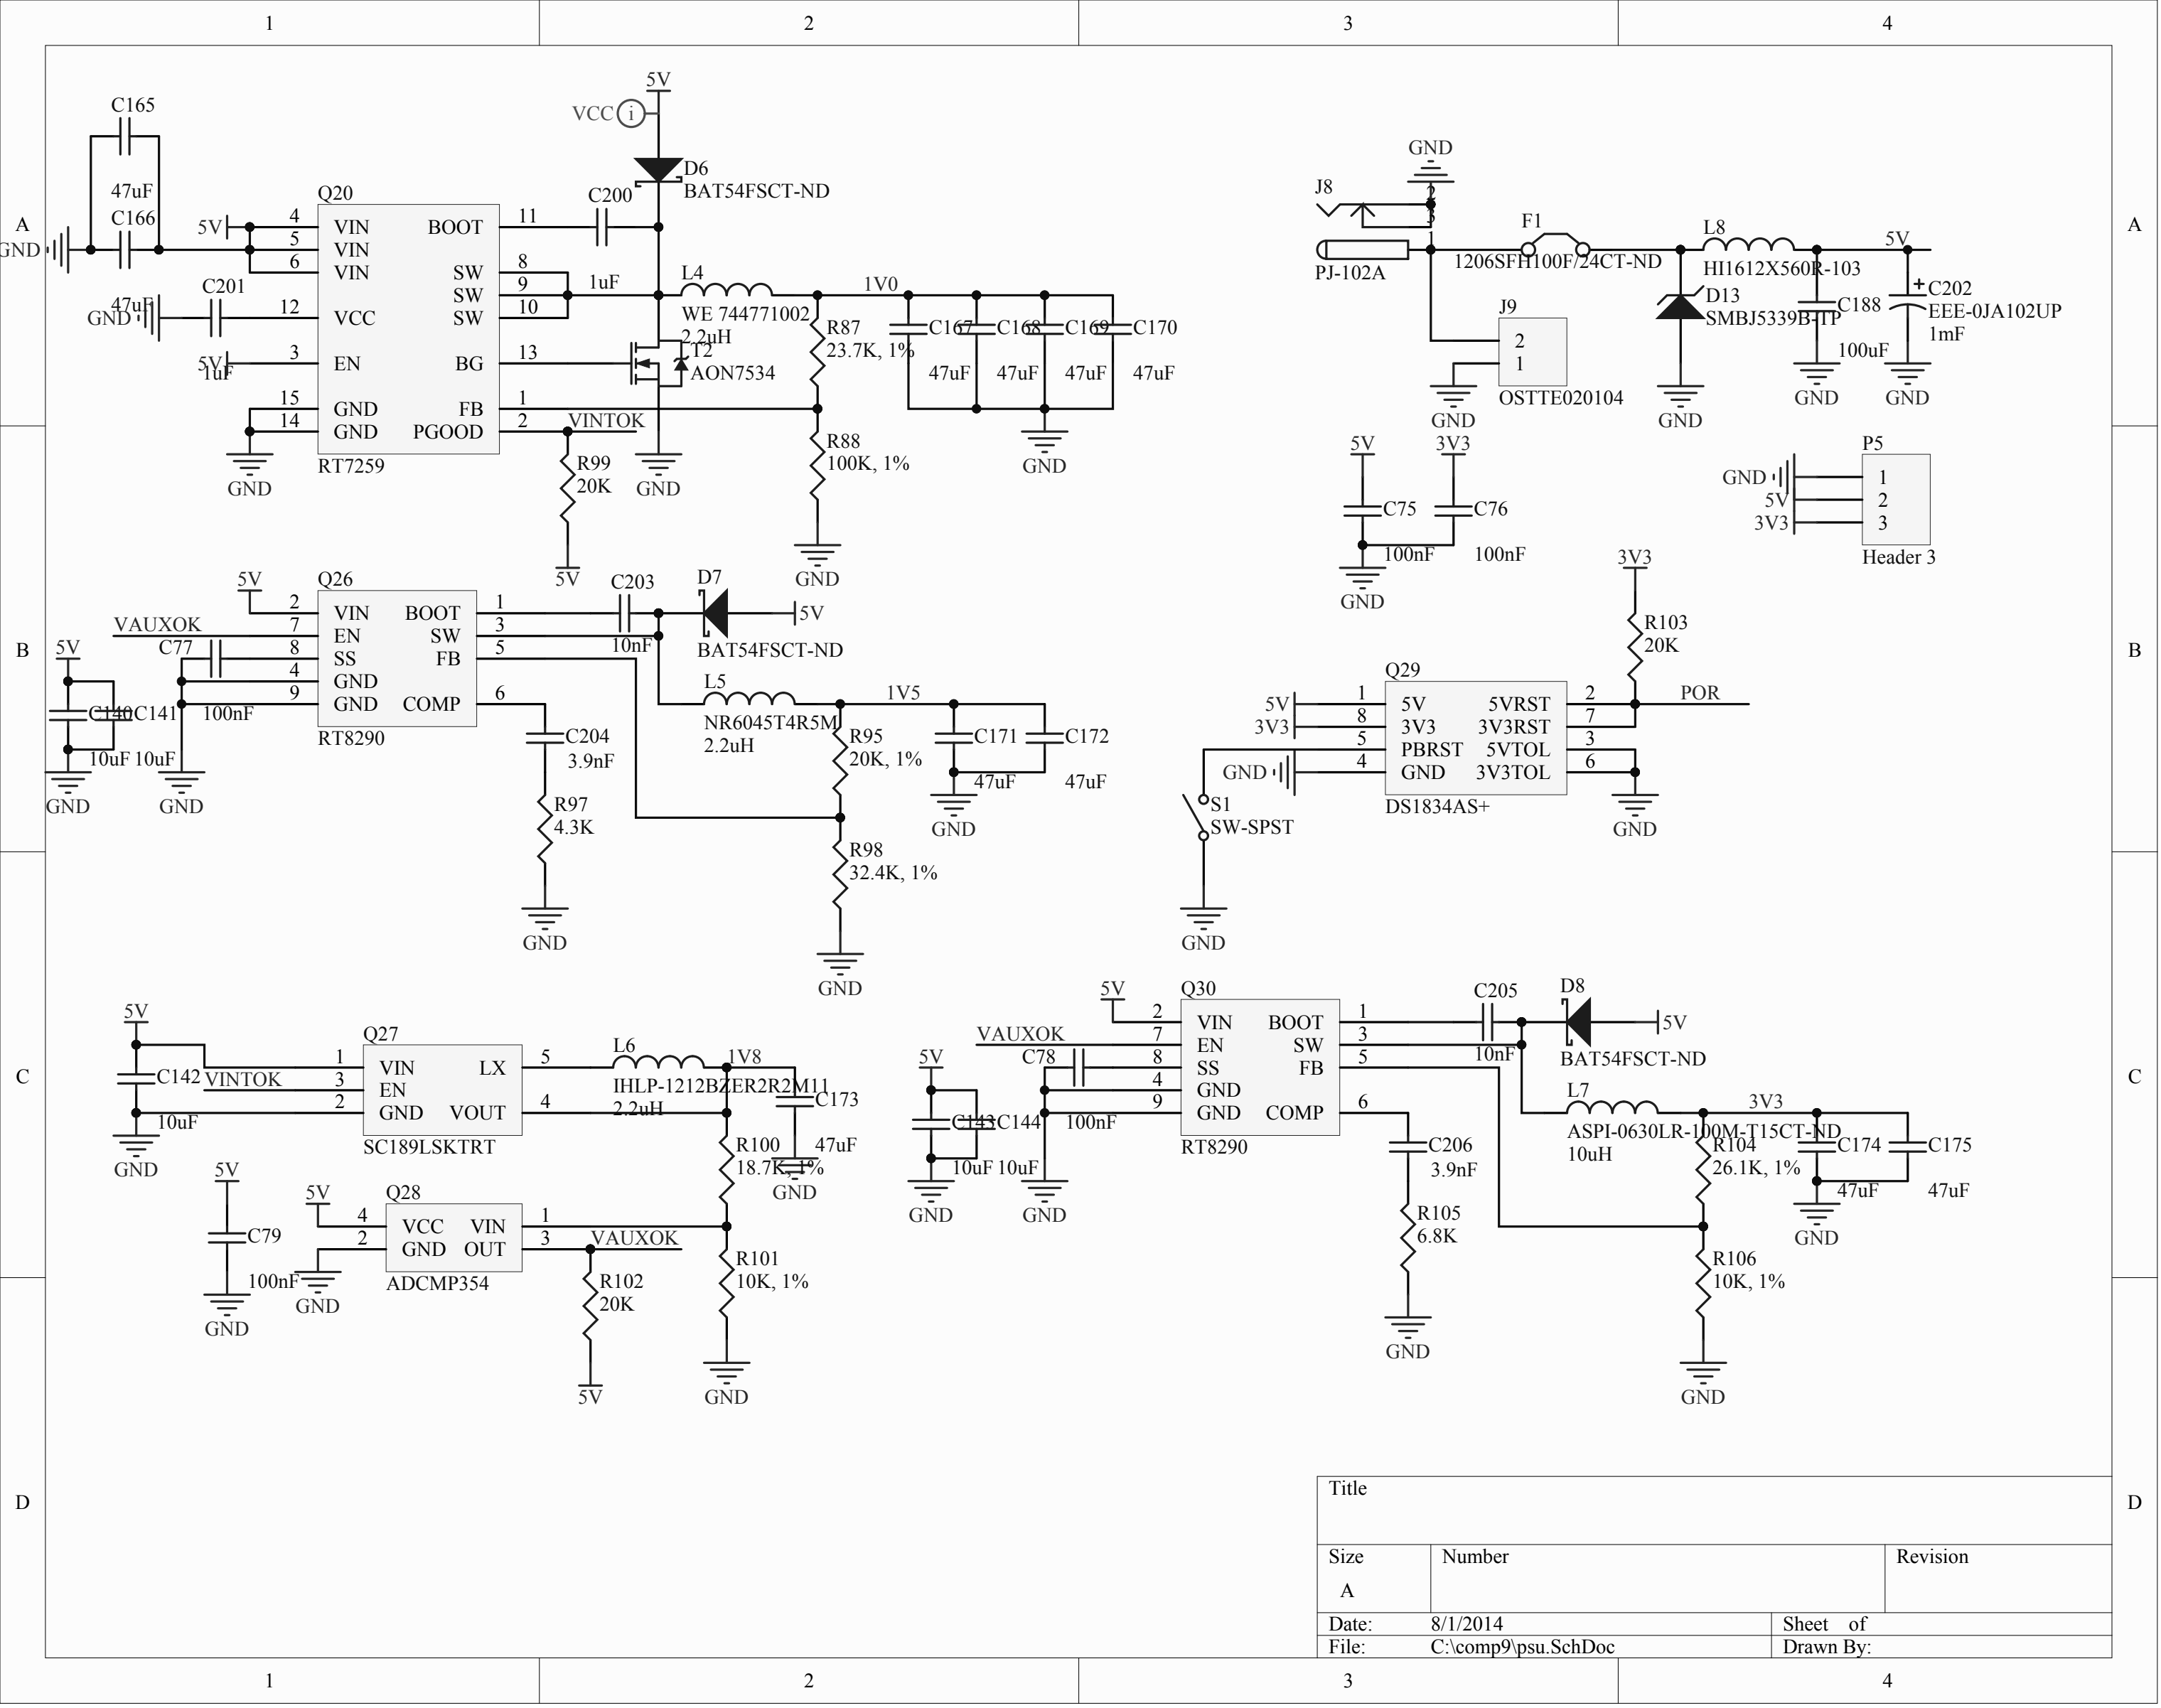 1 2 3 4
A
B
C
D
A
B
C
D
1 2 3 4
C165
47uF
C166
47uF
GND
5V
C201
1uF
GND
5V
Q20
4 VIN BOOT 11
5 VIN
6 VIN SW 8
SW 9
12 VCC SW 10
3 EN BG 13
15 GND FB 1
14 GND PGOOD 2
RT7259
GND
5V
VCC i
D6
BAT54FSCT-ND
C200
1uF
L4
WE 744771002
2.2uH
1V0
T2
AON7534
VINTOK
R99
20K
5V
GND
R87
23.7K, 1%
R88
100K, 1%
GND
C167 C168 C169 C170
47uF 47uF 47uF 47uF
GND
GND
J8
2
3
1
PJ-102A
F1
1206SFH100F/24CT-ND
J9
2
1
OSTTE020104
GND
L8
HI1612X560R-103
5V
D13
SMBJ5339B-TP
GND
C188
100uF
GND
C202
EEE-0JA102UP
1mF
GND
5V 3V3
C75 C76
100nF 100nF
GND
P5
GND 1
5V 2
3V3 3
Header 3
5V
Q26
2 VIN BOOT 1
7 EN SW 3
8 SS FB 5
4 GND
9 GND COMP 6
RT8290
VAUXOK
C77
100nF
5V
C140 C141
10uF 10uF
GND GND
C203
10nF
D7
5V
BAT54FSCT-ND
L5
NR6045T4R5M
2.2uH
1V5
C204
3.9nF
R97
4.3K
GND
R95
20K, 1%
R98
32.4K, 1%
GND
C171 C172
47uF 47uF
GND
3V3
R103
20K
POR
Q29
5V 1 5V 5VRST 2
3V3 8 3V3 3V3RST 7
5 PBRST 5VTOL 3
GND 4 GND 3V3TOL 6
DS1834AS+
GND
S1
SW-SPST
GND
5V
Q27
1 VIN LX 5
3 EN
2 GND VOUT 4
SC189LSKTRT
C142
10uF
VINTOK
GND
L6
IHLP-1212BZER2R2M11
2.2uH
1V8
C173
47uF
GND
R100
18.7K, 1%
R101
10K, 1%
GND
5V
C79
100nF
GND
5V
Q28
4 VCC VIN 1
2 GND OUT 3
ADCMP354
GND
VAUXOK
R102
20K
5V
5V
Q30
2 VIN BOOT 1
7 EN SW 3
8 SS FB 5
4 GND
9 GND COMP 6
RT8290
VAUXOK
C78
100nF
5V
C143 C144
10uF 10uF
GND GND
C205
10nF
D8
5V
BAT54FSCT-ND
L7
ASPI-0630LR-100M-T15CT-ND
10uH
3V3
C206
3.9nF
R105
6.8K
GND
R104
26.1K, 1%
R106
10K, 1%
GND
C174 C175
47uF 47uF
GND
Title
Size Number Revision
A
Date: 8/1/2014 Sheet of
File: C:\comp9\psu.SchDoc Drawn By: